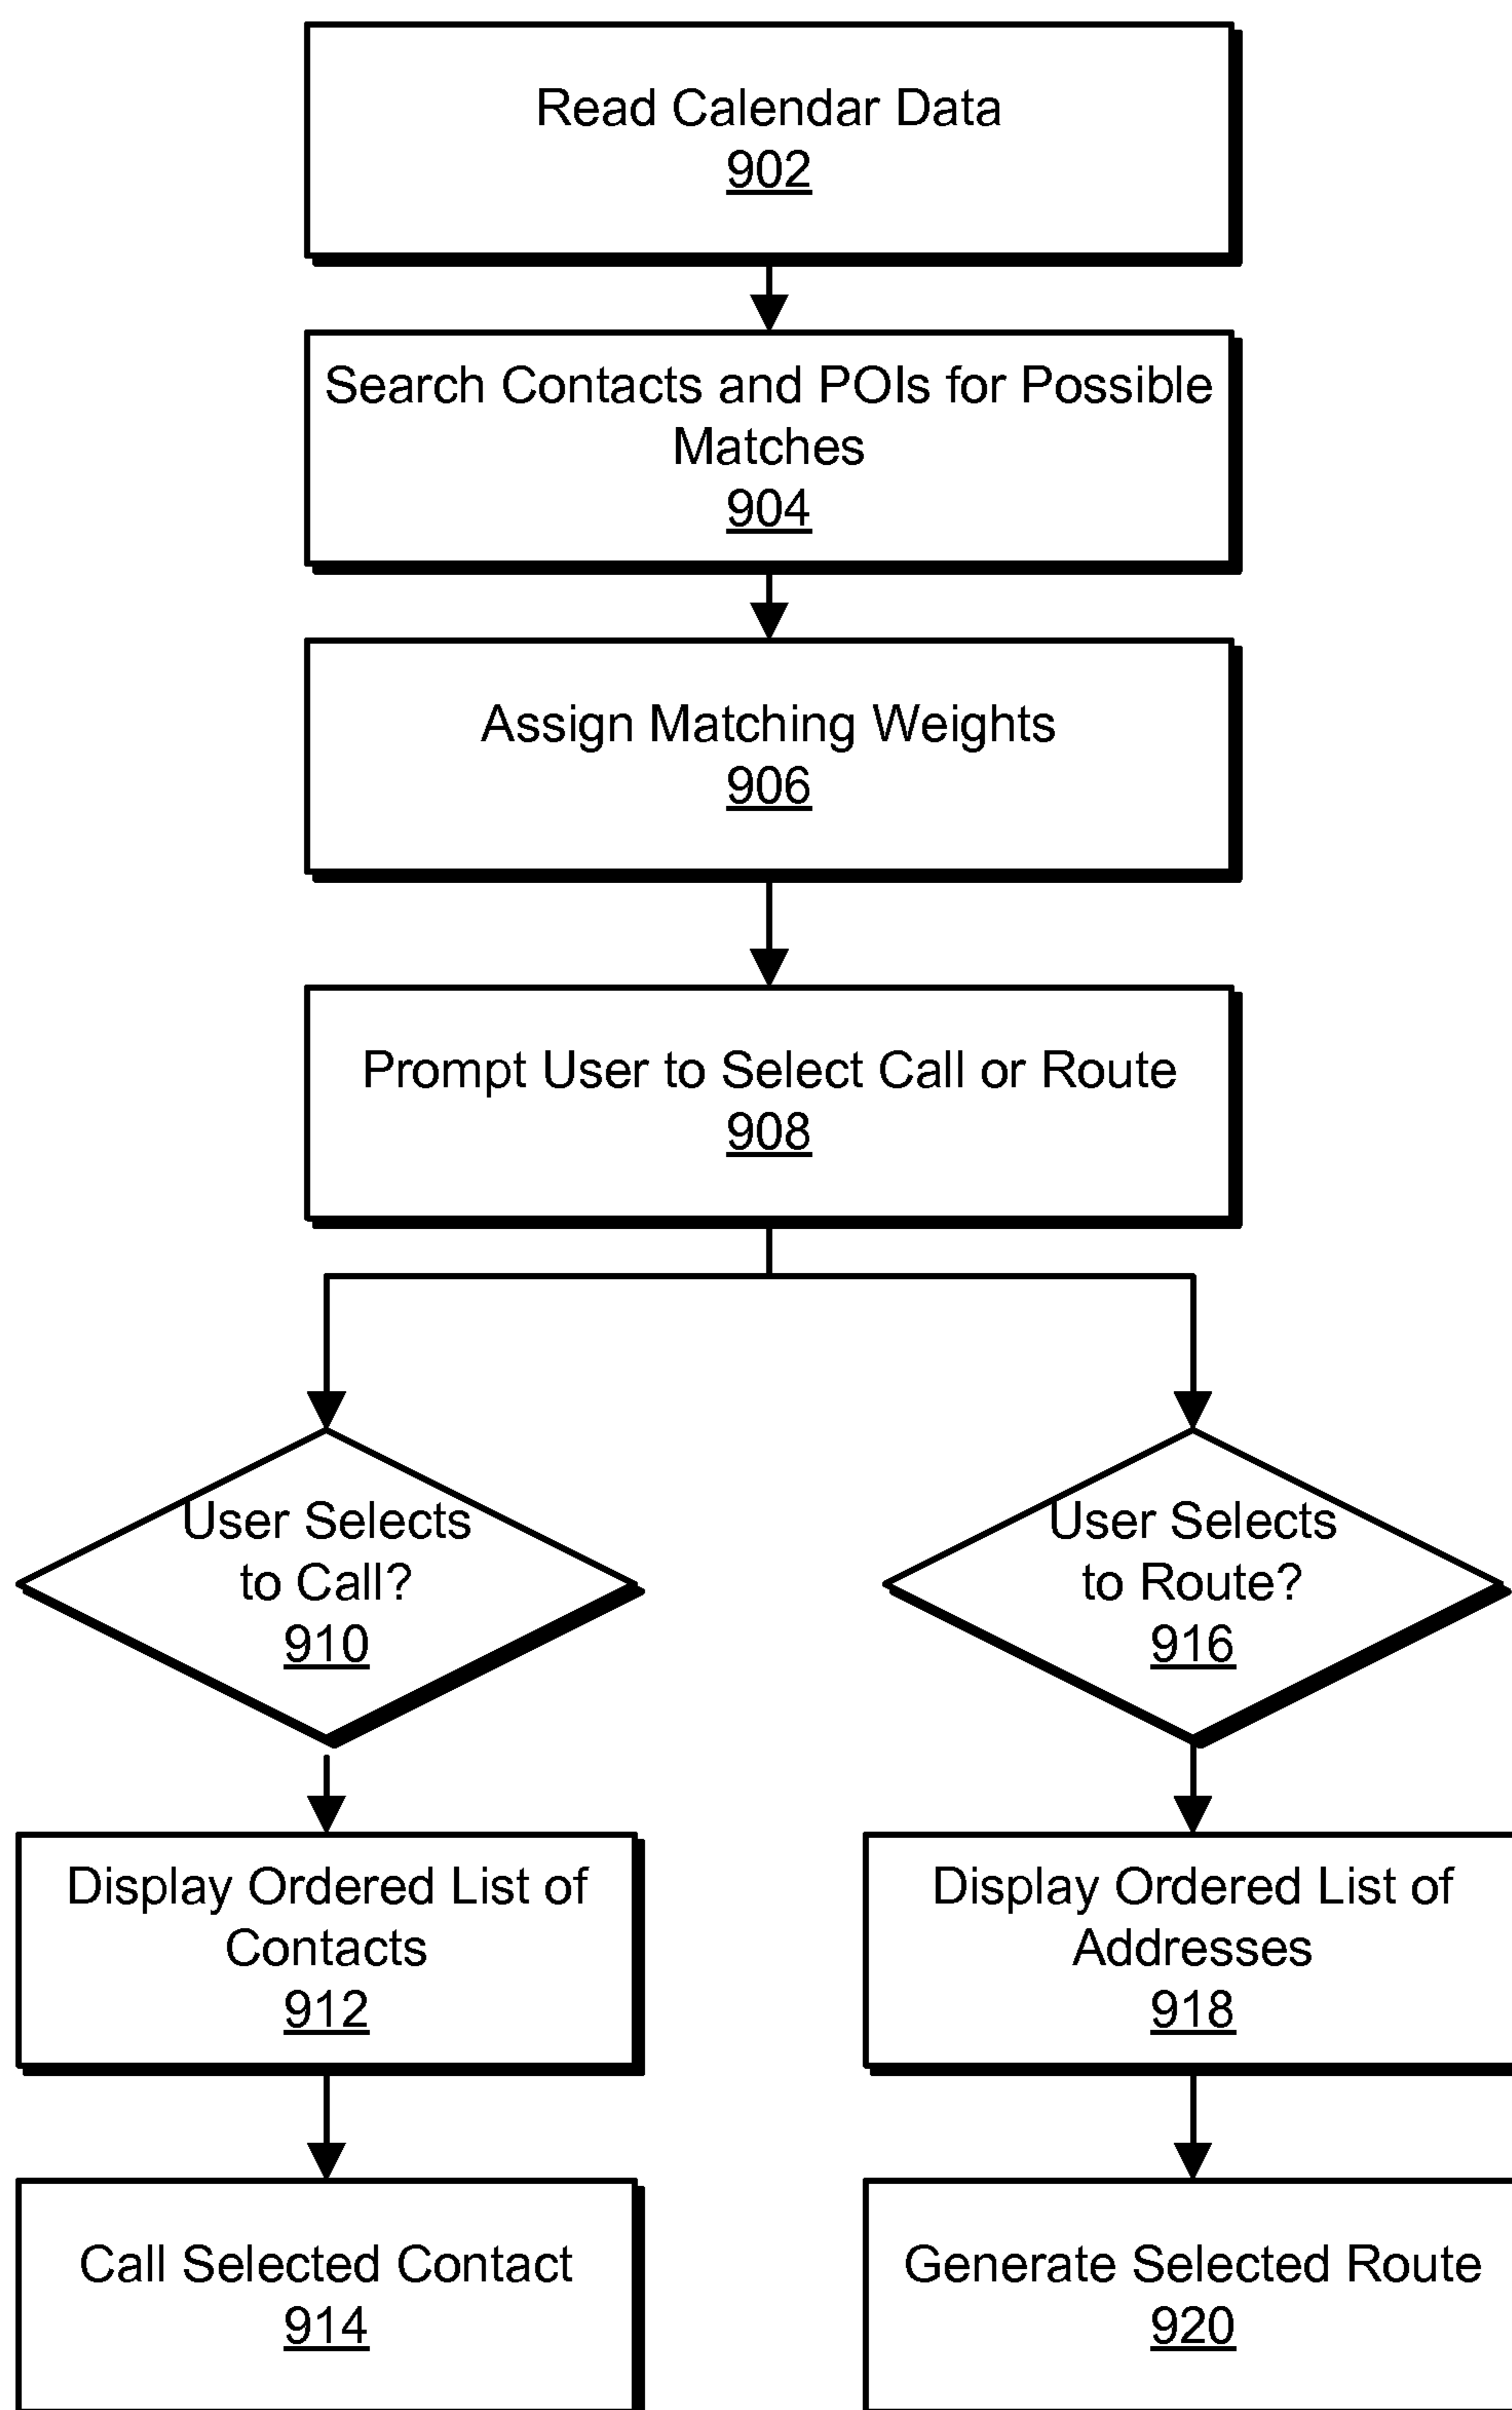 Read Calendar Data
902
Search Contacts and POIs for Possible
Matches
904
Assign Matching Weights
906
Prompt User to Select Call or Route
908
User Selects
to Call?
910
User Selects
to Route?
916
Display Ordered List of
Contacts
912
Display Ordered List of
Addresses
918
Call Selected Contact
914
Generate Selected Route
920